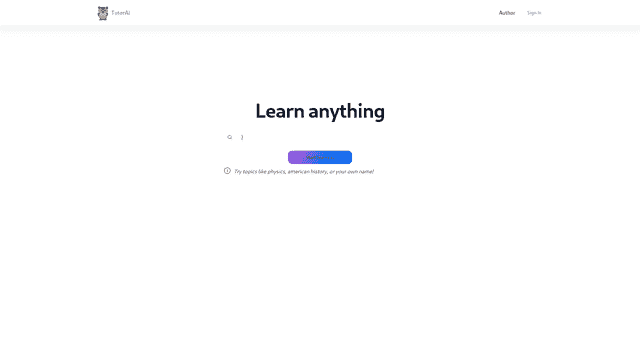 TutorAI
Author
Sign In
Learn anything
Try topics like physics, american history, or your own name!